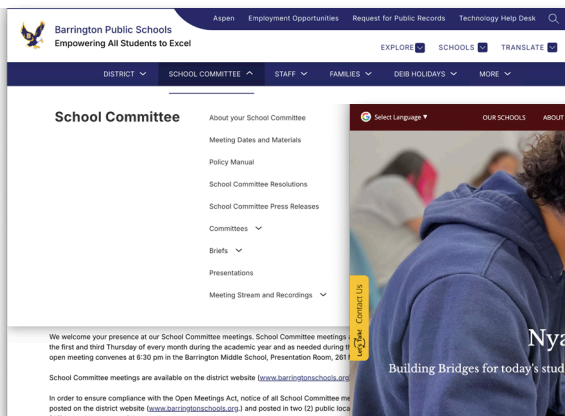 Aspen Employment Opportunities Request for Public Records Technology Help Desk
Barrington Public Schools
Empowering All Students to Excel
EXPLORE SCHOOLS TRANSLATE
DISTRICT SCHOOL COMMITTEE STAFF FAMILIES DEIB HOLIDAYS MORE
School Committee
About your School Committee
Meeting Dates and Materials
Policy Manual
School Committee Resolutions
School Committee Press Releases
Committees
Briefs
Presentations
Meeting Stream and Recordings
Select Language ▼ OUR SCHOOLS ABOUT
Let's Talk! Contact Us
Nya
Building Bridges for today's stud
We welcome your presence at our School Committee meetings. School Committee meetings
the first and third Thursday of every month during the academic year and as needed during
open meeting convenes at 6:30 pm in the Barrington Middle School, Presentation Room, 261
School Committee meetings are available on the district website (www.barringtonschools.org
In order to ensure compliance with the Open Meetings Act, notice of all School Committee me
posted on the district website (www.barringtonschools.org.) and posted in two (2) public loca